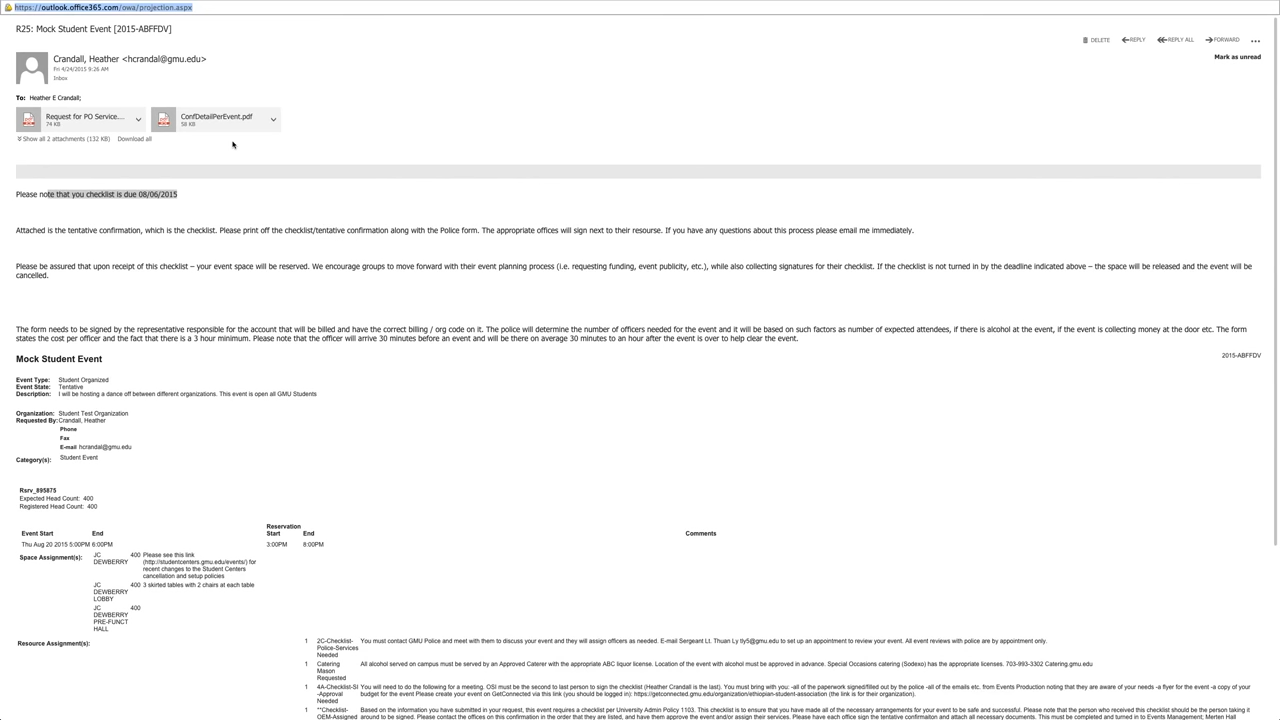 https://outlook.office365.com/owa/projection.aspx
R25: Mock Student Event [2015-ABFFDV]
DELETE REPLY REPLY ALL FORWARD ...
Crandall, Heather <hcrandal@gmu.edu>
Mark as unread
Fri 4/24/2015 9:26 AM
Inbox
To: Heather E Crandall;
Request for PO Service....
74 KB
ConfDetailPerEvent.pdf
58 KB
Show all 2 attachments (132 KB) Download all
Please note that you checklist is due 08/06/2015
Attached is the tentative confirmation, which is the checklist. Please print off the checklist/tentative confirmation along with the Police form. The appropriate offices will sign next to their resourse. If you have any questions about this process please email me immediately.
Please be assured that upon receipt of this checklist – your event space will be reserved. We encourage groups to move forward with their event planning process (i.e. requesting funding, event publicity, etc.), while also collecting signatures for their checklist. If the checklist is not turned in by the deadline indicated above – the space will be released and the event will be
cancelled.
The form needs to be signed by the representative responsible for the account that will be billed and have the correct billing / org code on it. The police will determine the number of officers needed for the event and it will be based on such factors as number of expected attendees, if there is alcohol at the event, if the event is collecting money at the door etc. The form
states the cost per officer and the fact that there is a 3 hour minimum. Please note that the officer will arrive 30 minutes before an event and will be there on average 30 minutes to an hour after the event is over to help clear the event.
Mock Student Event
2015-ABFFDV
Event Type: Student Organized
Event State: Tentative
Description: I will be hosting a dance off between different organizations. This event is open all GMU Students
Organization: Student Test Organization
Requested By: Crandall, Heather
Phone
Fax
E-mail hcrandal@gmu.edu
Category(s): Student Event
Rsrv_895875
Expected Head Count: 400
Registered Head Count: 400
Reservation
Event Start End Start End Comments
Thu Aug 20 2015 5:00PM 6:00PM 3:00PM 8:00PM
Space Assignment(s): JC 400 Please see this link
DEWBERRY (http://studentcenters.gmu.edu/events/) for
recent changes to the Student Centers
cancellation and setup policies
JC 400 3 skirted tables with 2 chairs at each table
DEWBERRY
LOBBY
JC 400
DEWBERRY
PRE-FUNCT
HALL
Resource Assignment(s): 1 2C-Checklist- You must contact GMU Police and meet with them to discuss your event and they will assign officers as needed. E-mail Sergeant Lt. Thuan Ly tly5@gmu.edu to set up an appointment to review your event. All event reviews with police are by appointment only.
Police-Services
Needed
1 Catering All alcohol served on campus must be served by an Approved Caterer with the appropriate ABC liquor license. Location of the event with alcohol must be approved in advance. Special Occasions catering (Sodexo) has the appropriate licenses. 703-993-3302 Catering.gmu.edu
Mason
Requested
1 4A-Checklist-SI You will need to do the following for a meeting. OSI must be the second to last person to sign the checklist (Heather Crandall is the last). You must bring with you: -all of the paperwork signed/filled out by the police -all of the emails etc. from Events Production noting that they are aware of your needs -a flyer for the event -a copy of your
-Approval budget for the event Please create your event on GetConnected via this link (you should be logged in): https://getconnected.gmu.edu/organization/ethiopian-student-association (the link is for their organization).
Needed
1 **Checklist- Based on the information you have submitted in your request, this event requires a checklist per University Admin Policy 1103. This checklist is to ensure that you have made all of the necessary arrangements for your event to be safe and successful. Please note that the person who received this checklist should be the person taking it
OEM-Assigned around to be signed. Please contact the offices on this confirmation in the order that they are listed, and have them approve the event and/or assign their services. Please have each office sign the tentative confirmation and attach all necessary documents. This must be completed and turned in to Events Management; Merten Hall